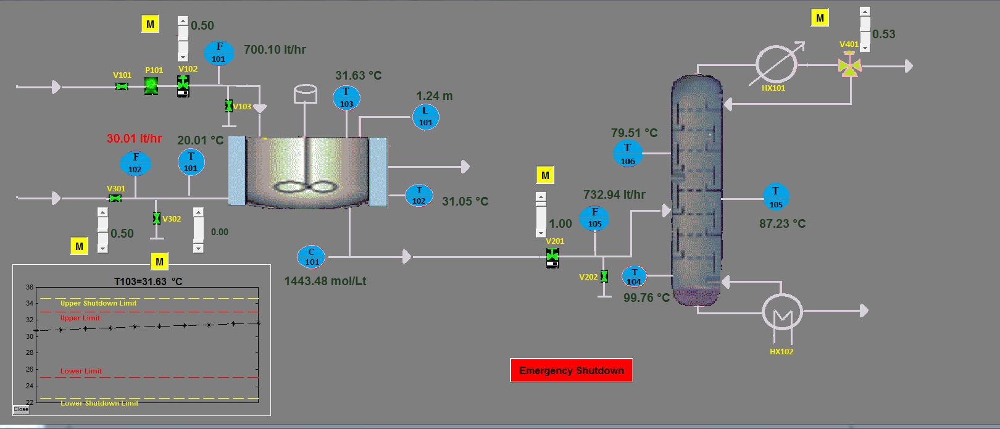 M
0.50
F
101
700.10 lt/hr
M
0.53
V401
V101
P101
V102
V103
31.63 °C
T
103
1.24 m
L
101
HX101
30.01 lt/hr
20.01 °C
F
102
T
101
79.51 °C
T
106
M
V301
V302
T
102
31.05 °C
732.94 lt/hr
F
105
T
105
87.23 °C
0.50
0.00
1.00
M
M
V201
C
101
1443.48 mol/Lt
V202
T
104
99.76 °C
HX102
T103=31.63 °C
36
Upper Shutdown Limit
34
Upper Limit
32
30
28
Lower Limit
26
24
22
Lower Shutdown Limit
Close
Emergency Shutdown